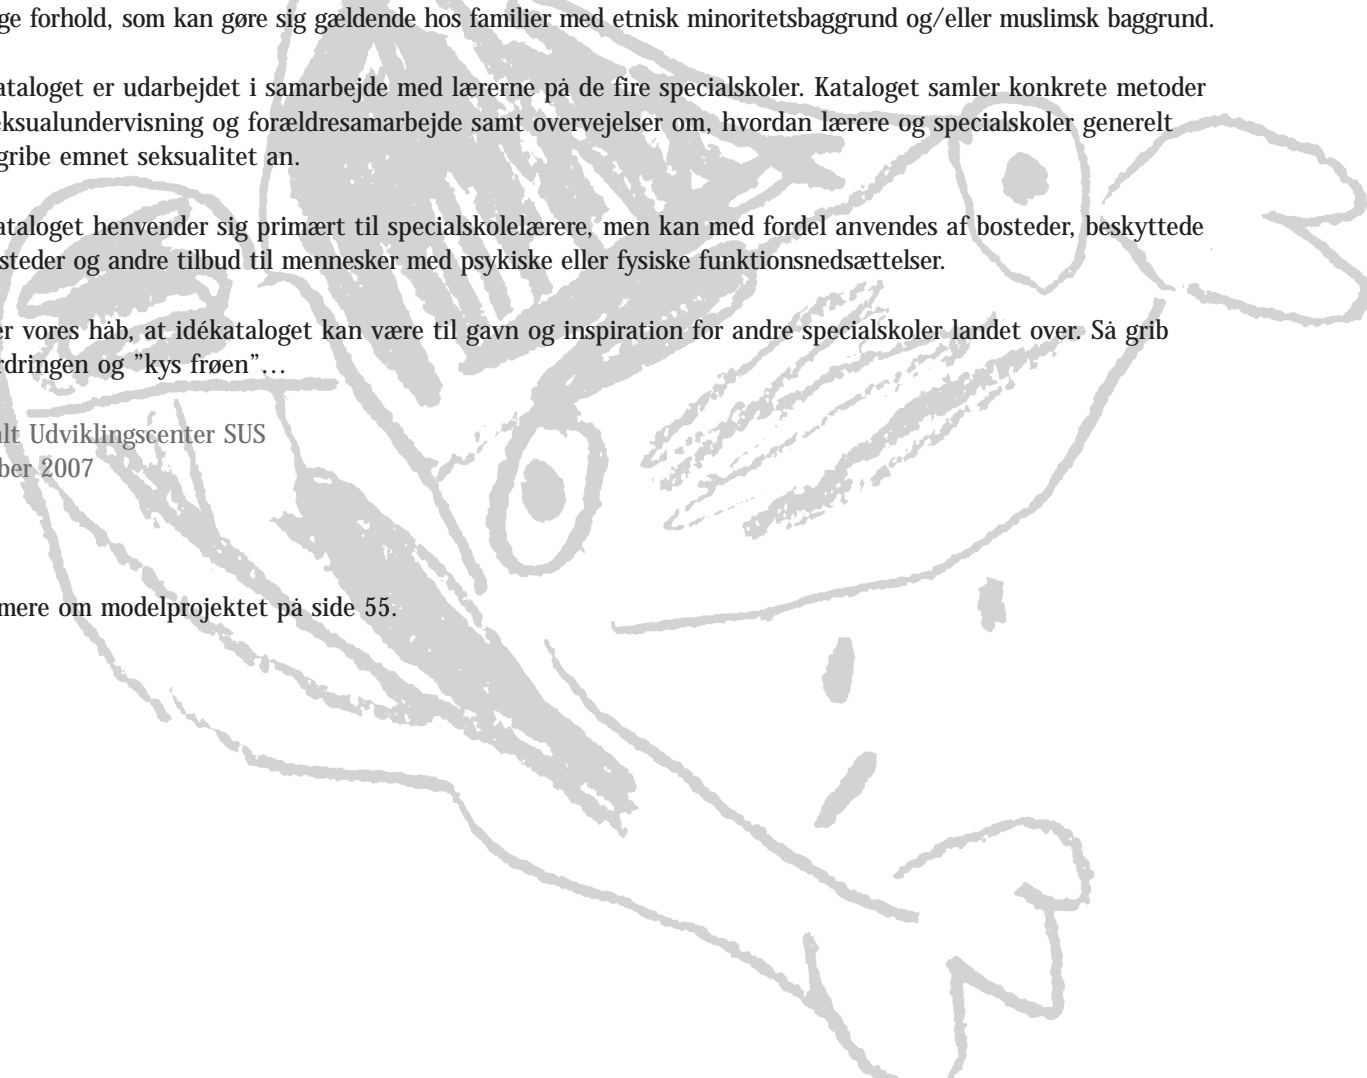 ge forhold, som kan gøre sig gældende hos familier med etnisk minoritetsbaggrund og/eller muslimsk baggrund.
ataloget er udarbejdet i samarbejde med lærerne på de fire specialskoler. Kataloget samler konkrete metoder
eksualundervisning og forældresamarbejde samt overvejelser om, hvordan lærere og specialskoler generelt
gribe emnet seksualitet an.
ataloget henvender sig primært til specialskolelærere, men kan med fordel anvendes af bosteder, beskyttede
steder og andre tilbud til mennesker med psykiske eller fysiske funktionsnedsættelser.
er vores håb, at idékataloget kan være til gavn og inspiration for andre specialskoler landet over. Så grib
rdringen og ”kys frøen”…
alt Udviklingscenter SUS
ber 2007
mere om modelprojektet på side 55.